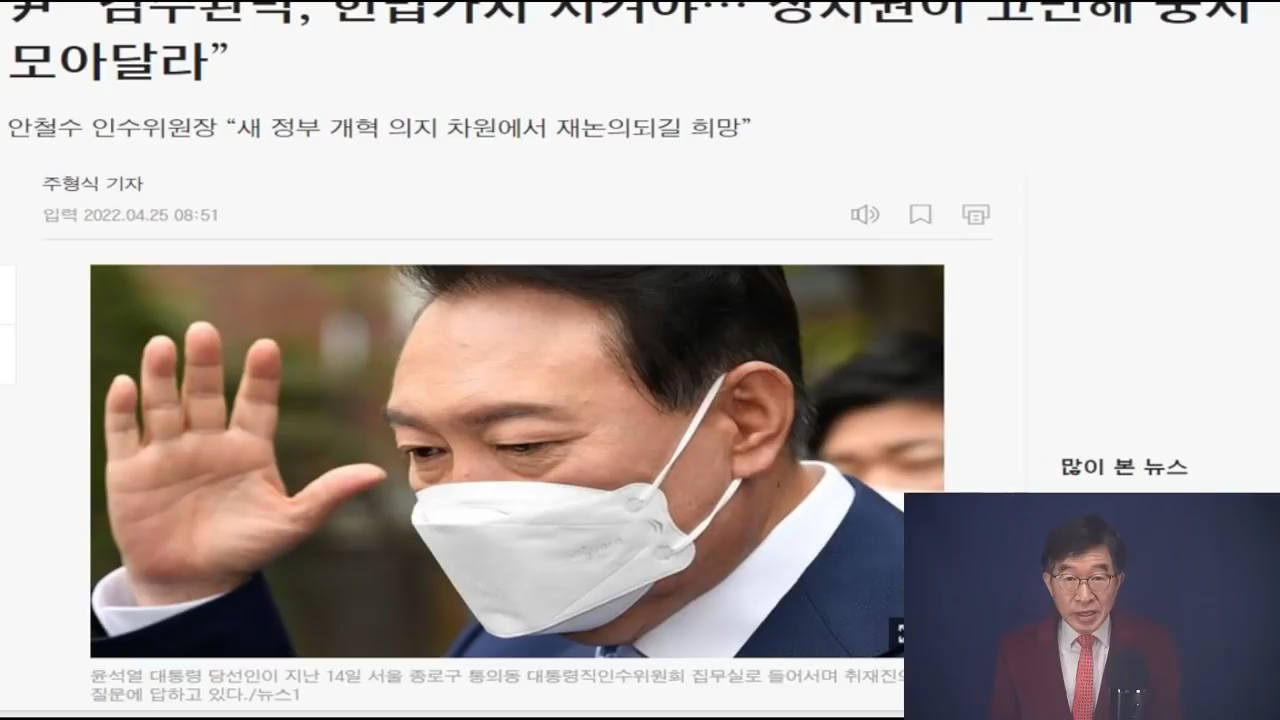 모아달라”
안철수 인수위원장 “새 정부 개혁 의지 차원에서 재논의되길 희망”
주형식 기자
입력 2022.04.25 08:51
많이 본 뉴스
윤석열 대통령 당선인이 지난 14일 서울 종로구 통의동 대통령직인수위원회 집무실로 들어서며 취재진의
질문에 답하고 있다./뉴스1